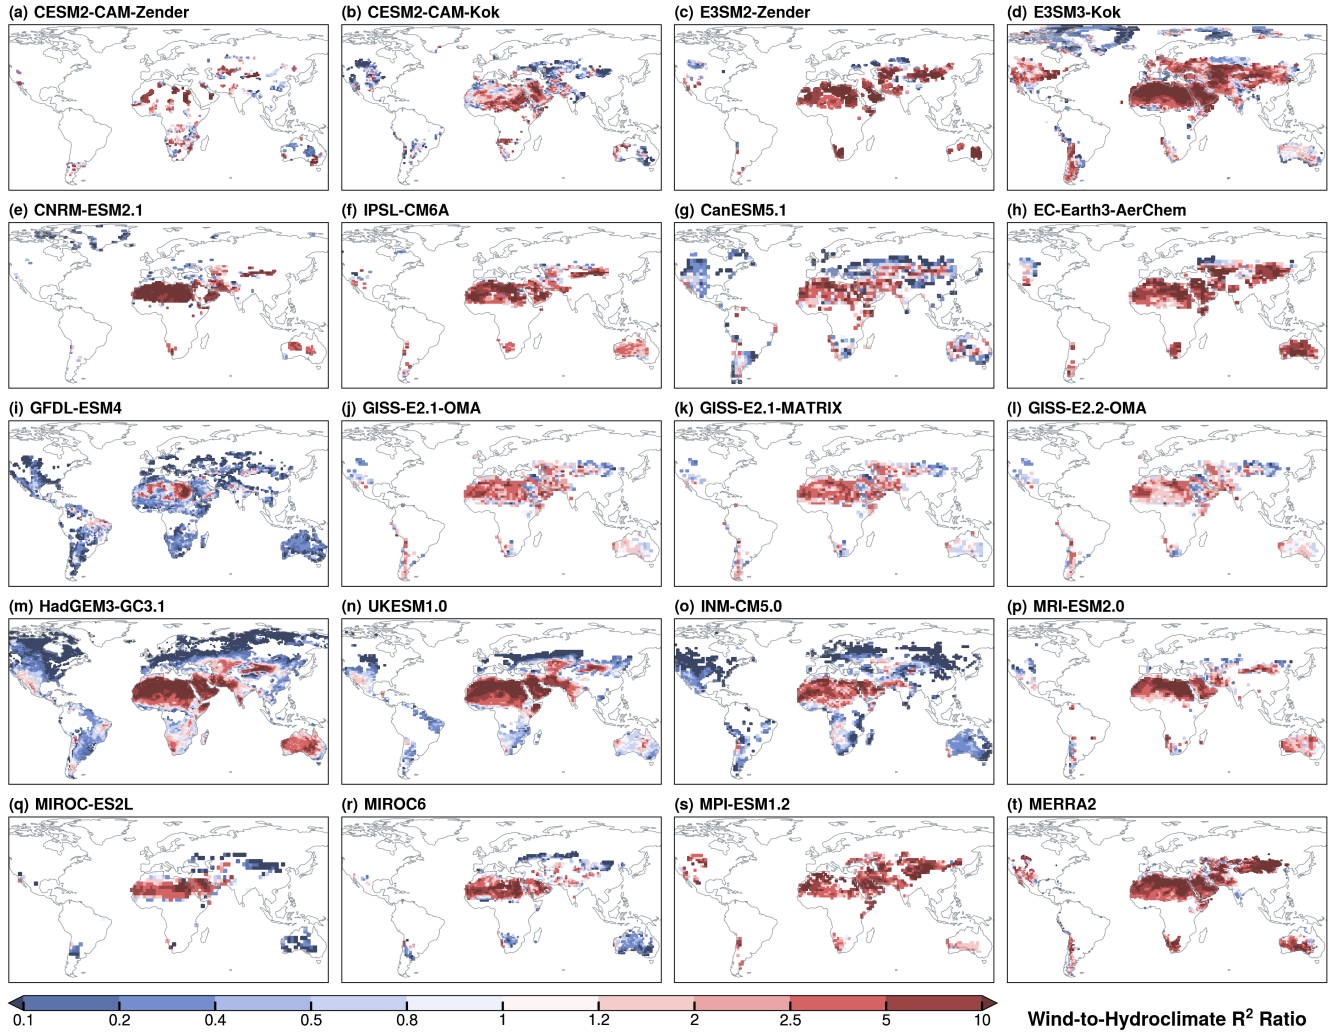 (a) CESM2-CAM-Zender
(b) CESM2-CAM-Kok
(c) E3SM2-Zender
(d) E3SM3-Kok
(e) CNRM-ESM2.1
(f) IPSL-CM6A
(g) CanESM5.1
(h) EC-Earth3-AerChem
(i) GFDL-ESM4
(j) GISS-E2.1-OMA
(k) GISS-E2.1-MATRIX
(l) GISS-E2.2-OMA
(m) HadGEM3-GC3.1
(n) UKESM1.0
(o) INM-CM5.0
(p) MRI-ESM2.0
(q) MIROC-ES2L
(r) MIROC6
(s) MPI-ESM1.2
(t) MERRA2
0.1 0.2 0.4 0.5 0.8 1 1.2 2 2.5 5 10
Wind-to-Hydroclimate R² Ratio